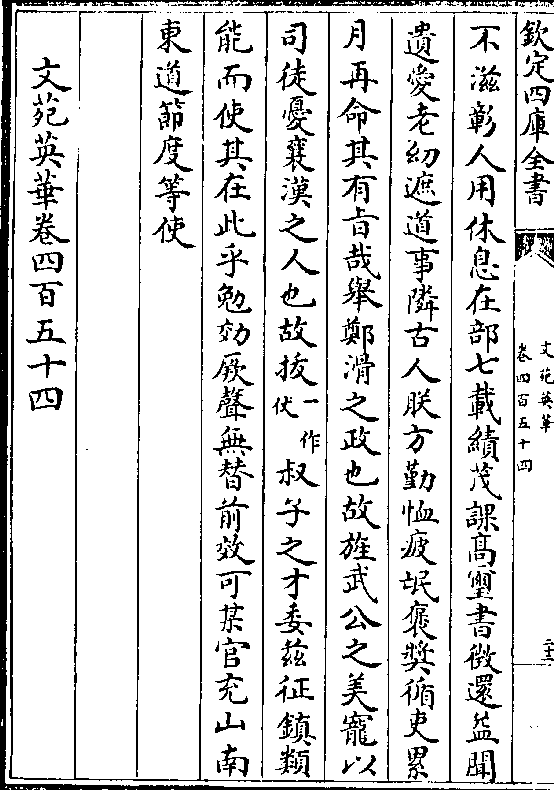 欽定四庫全書
文苑英華
卷四百五十四
二十三
不滋彰人用休息在部七載績茂課髙璽書徴還益聞
遺愛老幼遮道事隣古人朕方勤恤疲氓褒奬循吏累
月再命其有旨哉舉鄭滑之政也故旌武公之美寵以
司徒憂襄漢之人也故拔一作伏叔子之才委兹征鎮類
能而使其在此乎勉効厥聲無替前效可某官充山南
東道節度等使
文苑英華卷四百五十四